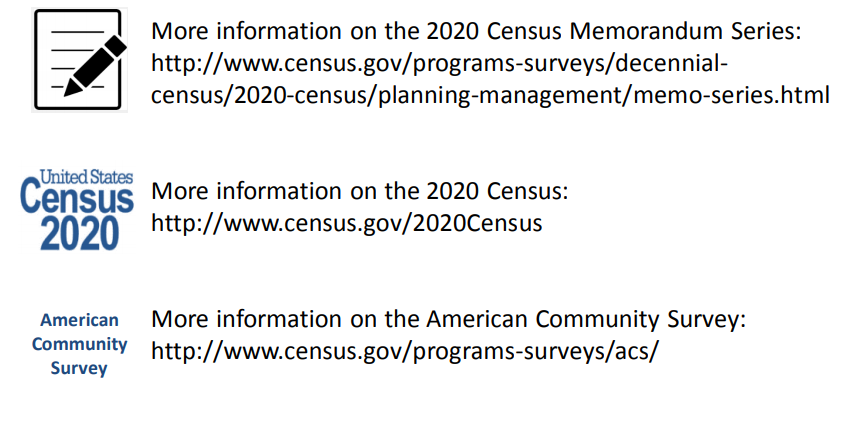 More information on the 2020 Census Memorandum Series:
http://www.census.gov/programs-surveys/decennial-
census/2020-census/planning-management/memo-series.html
United States
Census
2020
More information on the 2020 Census:
http://www.census.gov/2020Census
American
Community
Survey
More information on the American Community Survey:
http://www.census.gov/programs-surveys/acs/